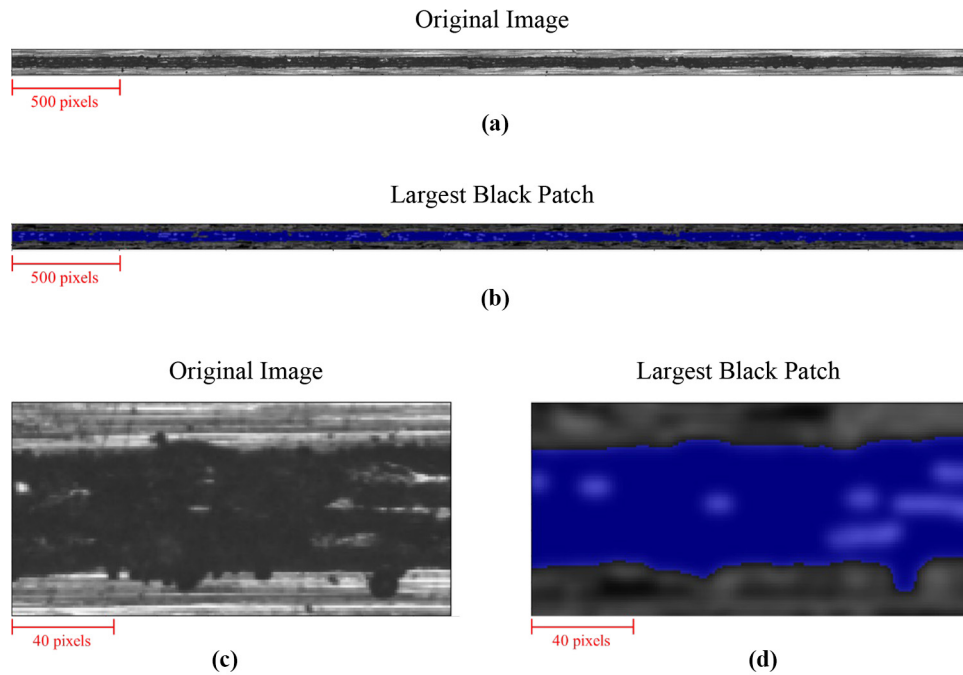 Original Image
500 pixels
(a)
Largest Black Patch
500 pixels
(b)
Original Image
Largest Black Patch
40 pixels
40 pixels
(c)
(d)